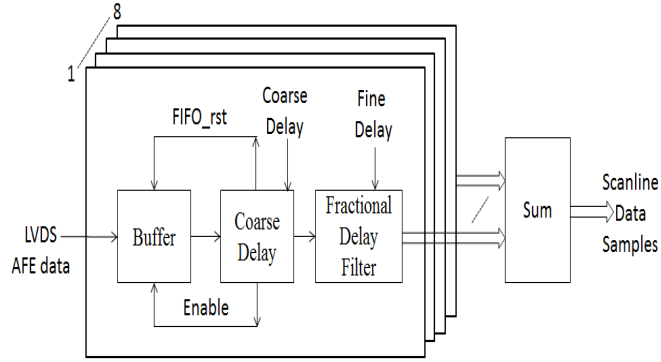 8
1
FIFO_rst
Coarse
Delay
Fine
Delay
LVDS
AFE data
Buffer
Coarse
Delay
Fractional
Delay
Filter
Enable
Sum
Scanline
Data
Samples